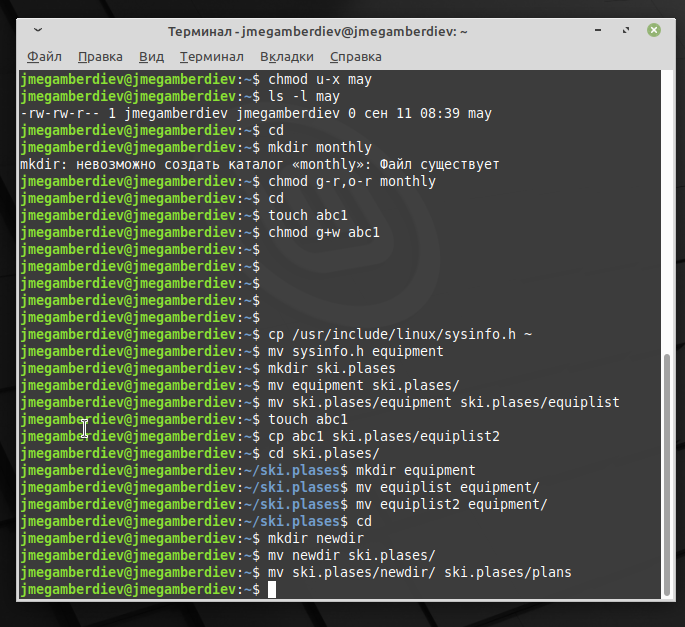 Терминал - jmegamberdiev@jmegamberdiev: ~
Файл Правка Вид Терминал Вкладки Справка
jmegamberdiev@jmegamberdiev:~$ chmod u-x may
jmegamberdiev@jmegamberdiev:~$ ls -l may
-rw-rw-r-- 1 jmegamberdiev jmegamberdiev 0 сен 11 08:39 may
jmegamberdiev@jmegamberdiev:~$ cd
jmegamberdiev@jmegamberdiev:~$ mkdir monthly
mkdir: невозможно создать каталог «monthly»: Файл существует
jmegamberdiev@jmegamberdiev:~$ chmod g-r,o-r monthly
jmegamberdiev@jmegamberdiev:~$ cd
jmegamberdiev@jmegamberdiev:~$ touch abc1
jmegamberdiev@jmegamberdiev:~$ chmod g+w abc1
jmegamberdiev@jmegamberdiev:~$
jmegamberdiev@jmegamberdiev:~$
jmegamberdiev@jmegamberdiev:~$
jmegamberdiev@jmegamberdiev:~$
jmegamberdiev@jmegamberdiev:~$
jmegamberdiev@jmegamberdiev:~$ cp /usr/include/linux/sysinfo.h ~
jmegamberdiev@jmegamberdiev:~$ mv sysinfo.h equipment
jmegamberdiev@jmegamberdiev:~$ mkdir ski.plases
jmegamberdiev@jmegamberdiev:~$ mv equipment ski.plases/
jmegamberdiev@jmegamberdiev:~$ mv ski.plases/equipment ski.plases/equiplist
jmegamberdiev@jmegamberdiev:~$ touch abc1
jmegamberdiev@jmegamberdiev:~$ cp abc1 ski.plases/equiplist2
jmegamberdiev@jmegamberdiev:~$ cd ski.plases/
jmegamberdiev@jmegamberdiev:~/ski.plases$ mkdir equipment
jmegamberdiev@jmegamberdiev:~/ski.plases$ mv equiplist equipment/
jmegamberdiev@jmegamberdiev:~/ski.plases$ mv equiplist2 equipment/
jmegamberdiev@jmegamberdiev:~/ski.plases$ cd
jmegamberdiev@jmegamberdiev:~$ mkdir newdir
jmegamberdiev@jmegamberdiev:~$ mv newdir ski.plases/
jmegamberdiev@jmegamberdiev:~$ mv ski.plases/newdir/ ski.plases/plans
jmegamberdiev@jmegamberdiev:~$